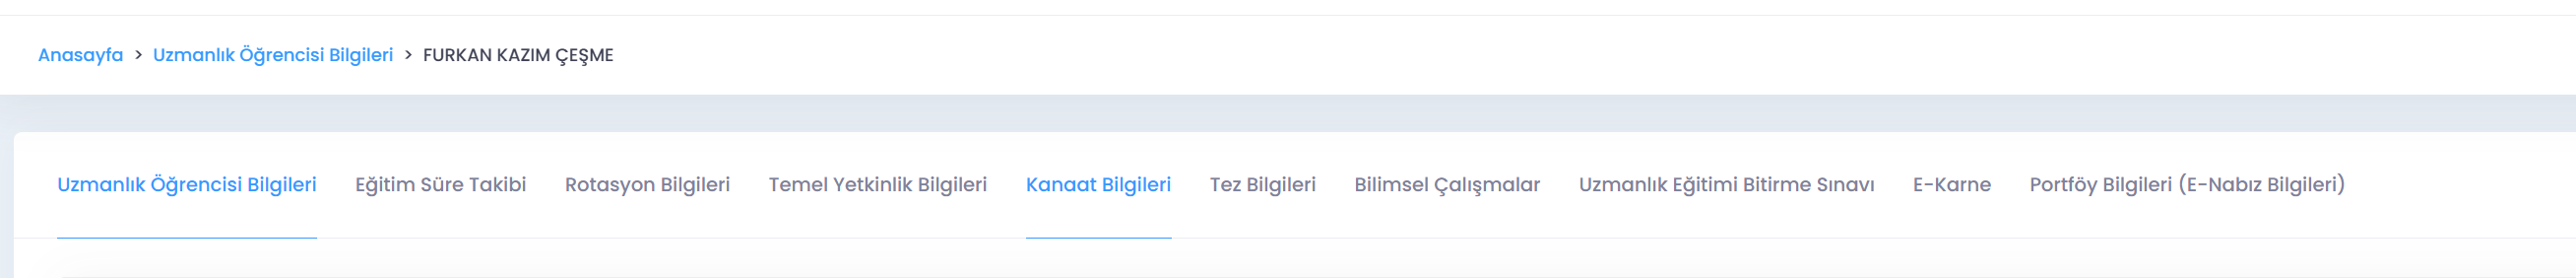 Anasayfa > Uzmanlık Öğrencisi Bilgileri > FURKAN KAZIM ÇEŞME
Uzmanlık Öğrencisi Bilgileri Eğitim Süre Takibi Rotasyon Bilgileri Temel Yetkinlik Bilgileri Kanaat Bilgileri Tez Bilgileri Bilimsel Çalışmalar Uzmanlık Eğitimi Bitirme Sınavı E-Karne Portföy Bilgileri (E-Nabız Bilgileri)